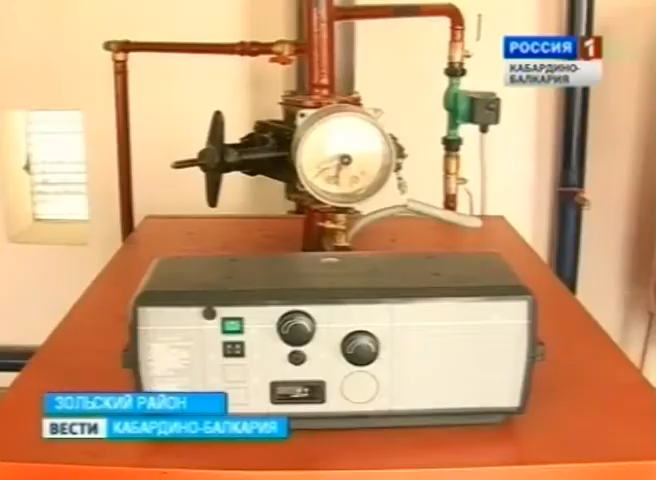 РОССИЯ 1
КАБАРДИНО-
БАЛКАРИЯ
ЗОЛЬСКИЙ РАЙОН
ВЕСТИ КАБАРДИНО-БАЛКАРИЯ